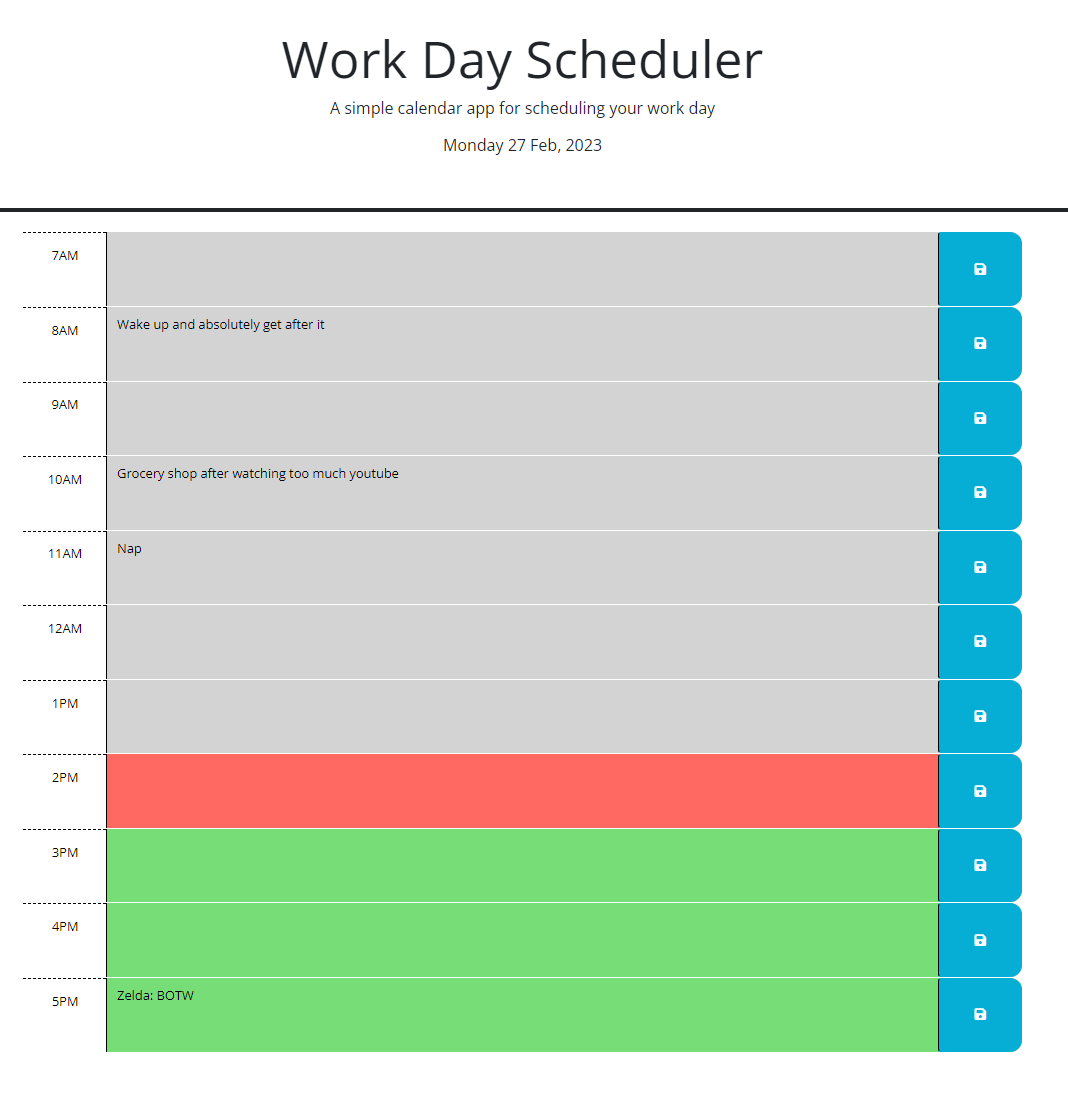 Work Day Scheduler
A simple calendar app for scheduling your work day
Monday 27 Feb, 2023
7AM
8AM Wake up and absolutely get after it
9AM
10AM Grocery shop after watching too much youtube
11AM Nap
12AM
1PM
2PM
3PM
4PM
5PM Zelda: BOTW